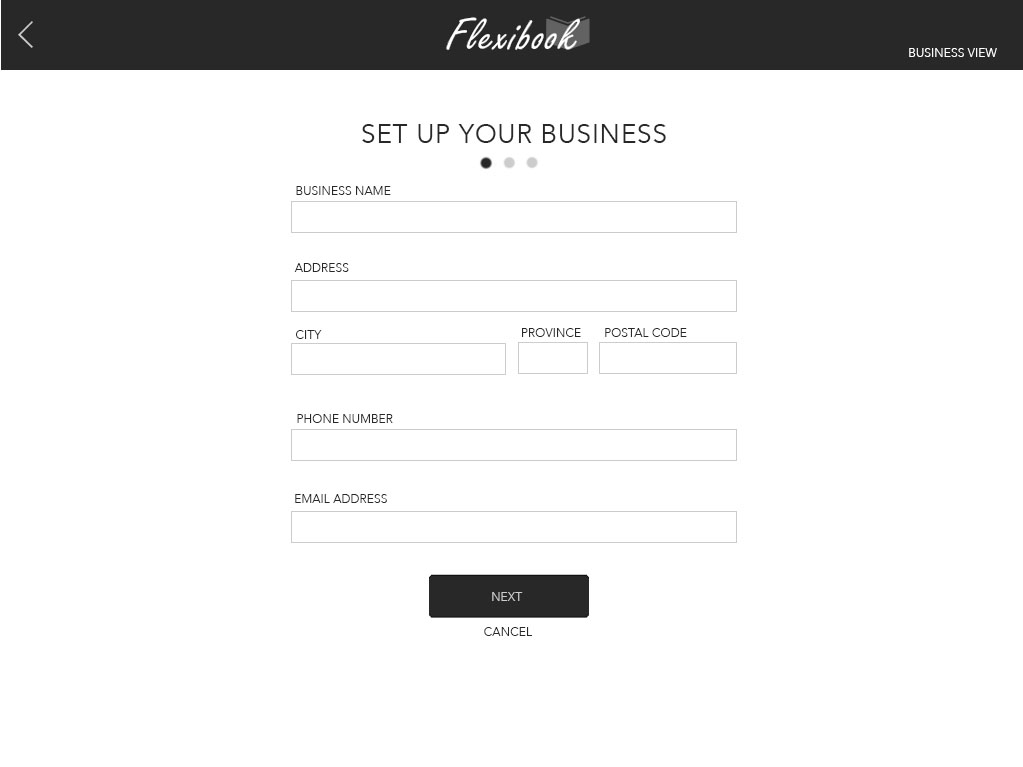 Flexibook
BUSINESS VIEW
SET UP YOUR BUSINESS
BUSINESS NAME
ADDRESS
CITY PROVINCE POSTAL CODE
PHONE NUMBER
EMAIL ADDRESS
NEXT
CANCEL